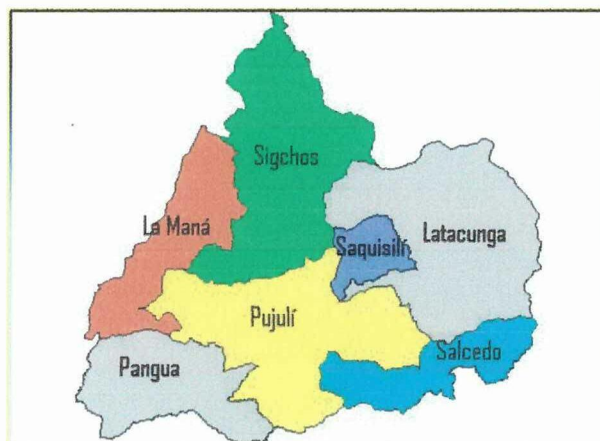 Sigchos
La Maná
Saquisilí
Latacunga
Pujulí
Salcedo
Pangua